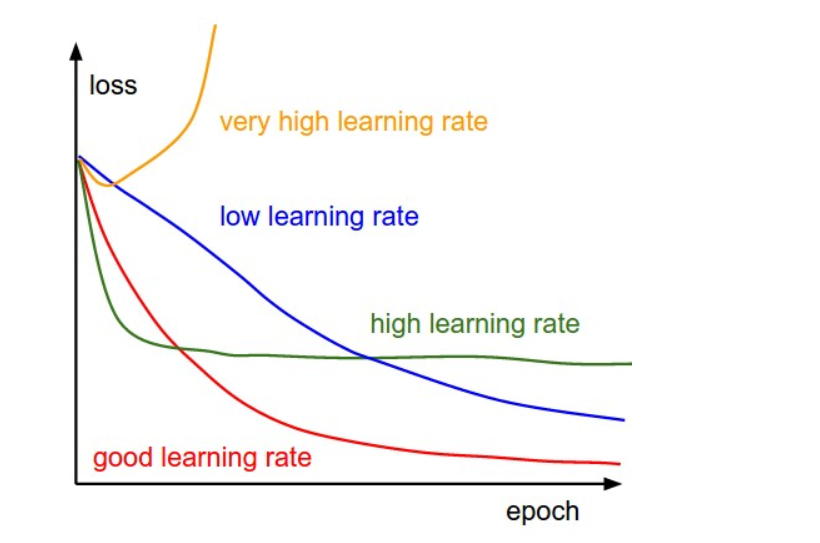 loss
very high learning rate
low learning rate
high learning rate
good learning rate
epoch